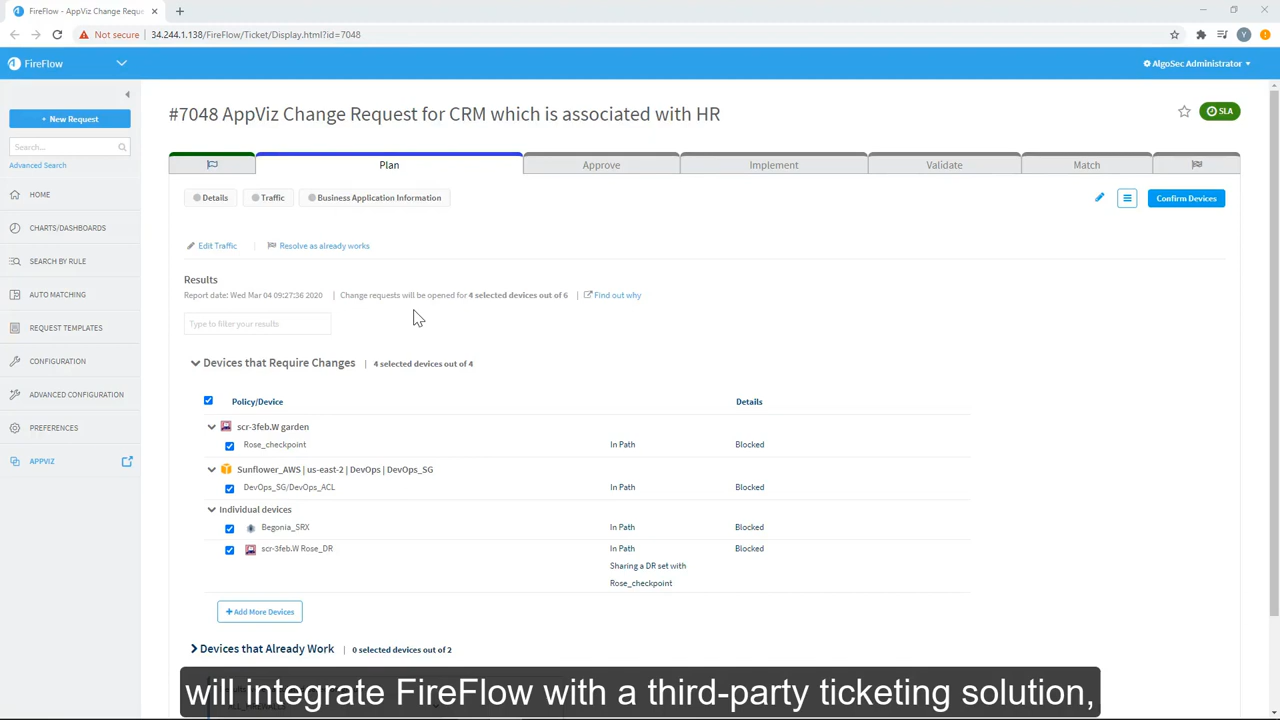 FireFlow - AppViz Change Reque
Not secure
34.244.1.138/FireFlow/Ticket/Display.html?id=7048
Y
FireFlow
AlgoSec Administrator
+ New Request
Search...
Advanced Search
HOME
CHARTS/DASHBOARDS
SEARCH BY RULE
AUTO MATCHING
REQUEST TEMPLATES
CONFIGURATION
ADVANCED CONFIGURATION
PREFERENCES
APPVIZ
#7048 AppViz Change Request for CRM which is associated with HR
SLA
Plan Approve Implement Validate Match
Details Traffic Business Application Information
Confirm Devices
Edit Traffic | Resolve as already works
Results
Report date: Wed Mar 04 09:27:36 2020 | Change requests will be opened for 4 selected devices out of 6 | Find out why
Type to filter your results
Devices that Require Changes | 4 selected devices out of 4
Policy/Device Details
scr-3feb.W garden
Rose_checkpoint In Path Blocked
Sunflower_AWS | us-east-2 | DevOps | DevOps_SG
DevOps_SG/DevOps_ACL In Path Blocked
Individual devices
Begonia_SRX In Path Blocked
scr-3feb.W Rose_DR In Path Blocked
Sharing a DR set with
Rose_checkpoint
+ Add More Devices
Devices that Already Work | 0 selected devices out of 2
will integrate FireFlow with a third-party ticketing solution,